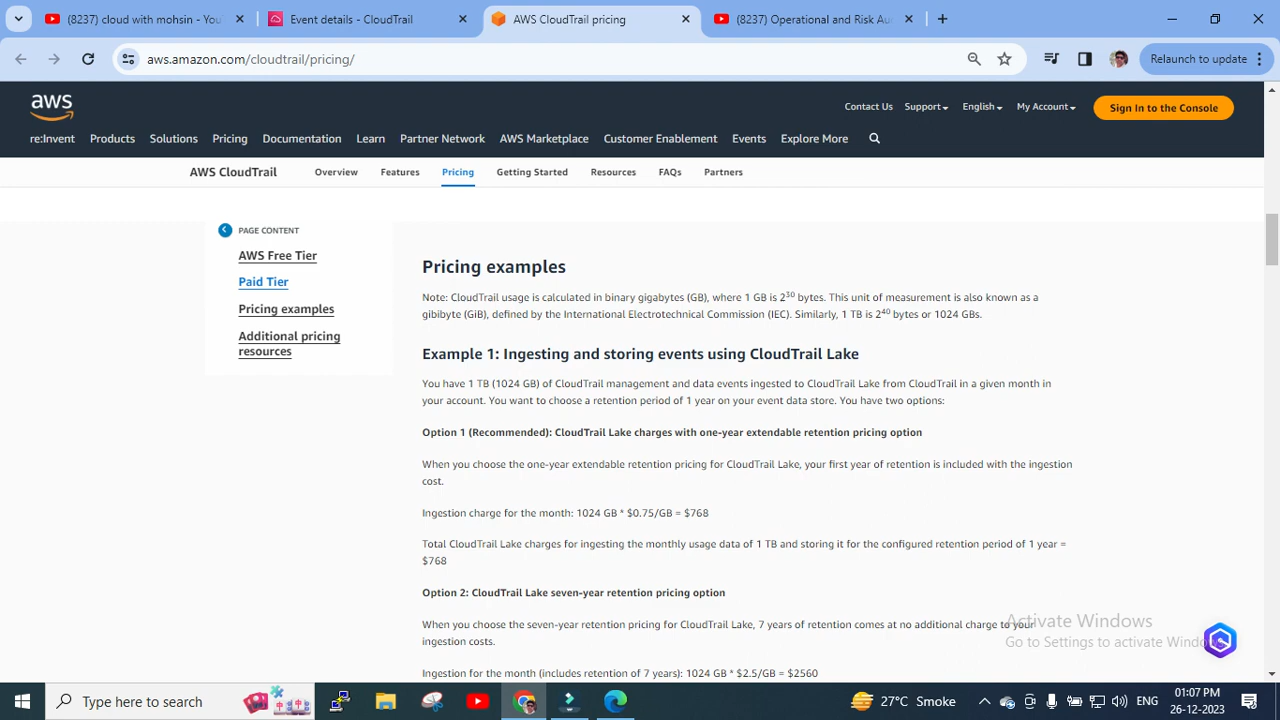 (8237) cloud with mohsin - You
Event details - CloudTrail
AWS CloudTrail pricing
(8237) Operational and Risk Au
aws.amazon.com/cloudtrail/pricing/
Relaunch to update
aws
Contact Us
Support
English
My Account
Sign In to the Console
re:Invent
Products
Solutions
Pricing
Documentation
Learn
Partner Network
AWS Marketplace
Customer Enablement
Events
Explore More
AWS CloudTrail
Overview
Features
Pricing
Getting Started
Resources
FAQs
Partners
PAGE CONTENT
AWS Free Tier
Paid Tier
Pricing examples
Additional pricing
resources
Pricing examples
Note: CloudTrail usage is calculated in binary gigabytes (GB), where 1 GB is 2³⁰ bytes. This unit of measurement is also known as a
gibibyte (GiB), defined by the International Electrotechnical Commission (IEC). Similarly, 1 TB is 2⁴⁰ bytes or 1024 GBs.
Example 1: Ingesting and storing events using CloudTrail Lake
You have 1 TB (1024 GB) of CloudTrail management and data events ingested to CloudTrail Lake from CloudTrail in a given month in
your account. You want to choose a retention period of 1 year on your event data store. You have two options:
Option 1 (Recommended): CloudTrail Lake charges with one-year extendable retention pricing option
When you choose the one-year extendable retention pricing for CloudTrail Lake, your first year of retention is included with the ingestion
cost.
Ingestion charge for the month: 1024 GB * $0.75/GB = $768
Total CloudTrail Lake charges for ingesting the monthly usage data of 1 TB and storing it for the configured retention period of 1 year =
$768
Option 2: CloudTrail Lake seven-year retention pricing option
When you choose the seven-year retention pricing for CloudTrail Lake, 7 years of retention comes at no additional charge to your
ingestion costs.
Ingestion for the month (includes retention of 7 years): 1024 GB * $2.5/GB = $2560
Activate Windows
Go to Settings to activate Windows.
Type here to search
27°C Smoke
ENG
01:07 PM
26-12-2023